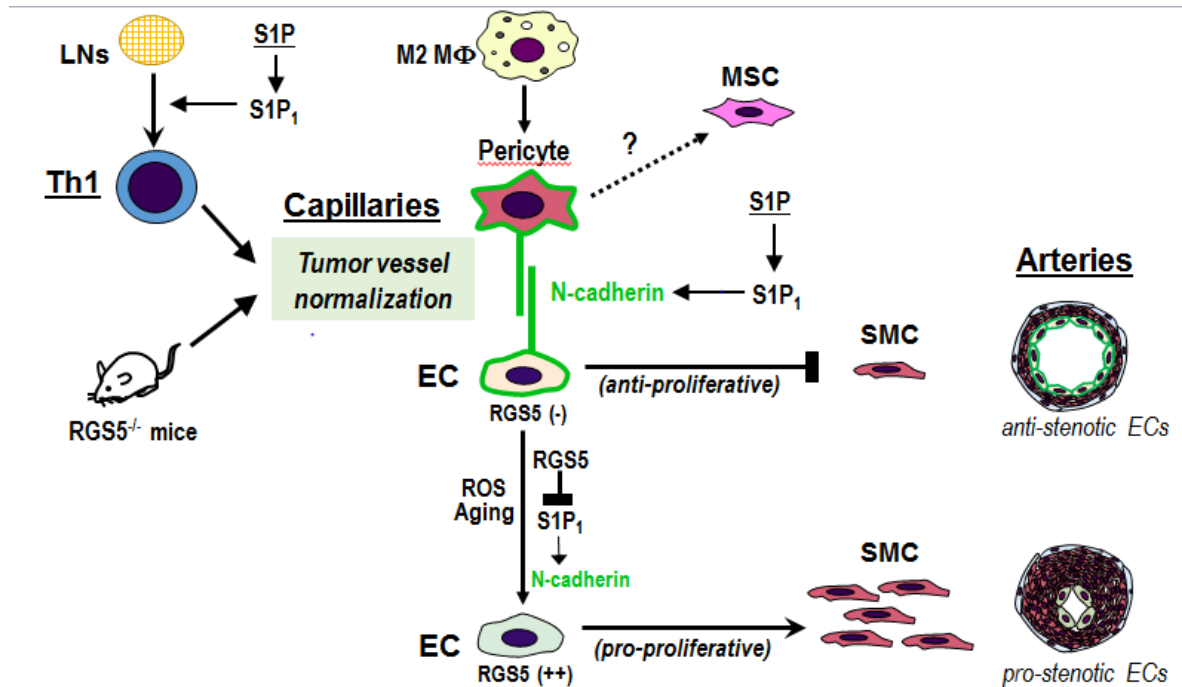 LNs
S1P
S1P₁
Th1
RGS5⁻/⁻ mice
Capillaries
Tumor vessel
normalization
M2 MΦ
Pericyte
?
MSC
N-cadherin
S1P
S1P₁
EC
RGS5 (-)
(anti-proliferative)
SMC
Arteries
anti-stenotic ECs
ROS
Aging
RGS5
S1P₁
N-cadherin
EC
RGS5 (++)
(pro-proliferative)
SMC
pro-stenotic ECs